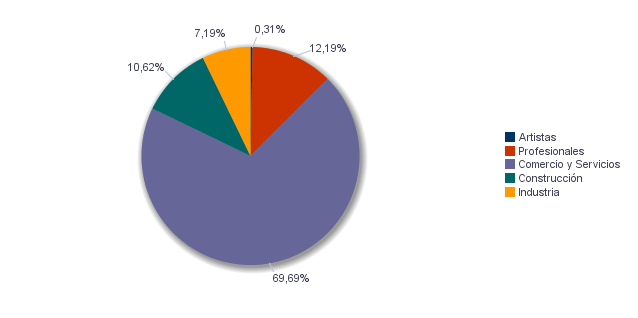 0,31%
7,19%
12,19%
10,62%
69,69%
Artistas
Profesionales
Comercio y Servicios
Construcción
Industria